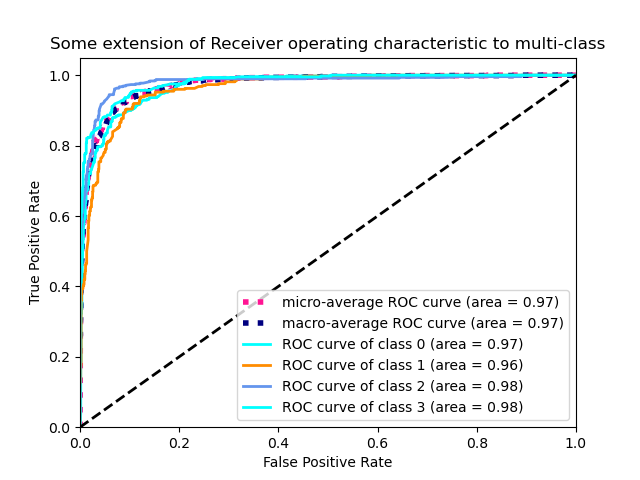 Some extension of Receiver operating characteristic to multi-class
1.0
0.8
0.6
0.4
0.2
0.0
True Positive Rate
micro-average ROC curve (area = 0.97)
macro-average ROC curve (area = 0.97)
ROC curve of class 0 (area = 0.97)
ROC curve of class 1 (area = 0.96)
ROC curve of class 2 (area = 0.98)
ROC curve of class 3 (area = 0.98)
0.0 0.2 0.4 0.6 0.8 1.0
False Positive Rate